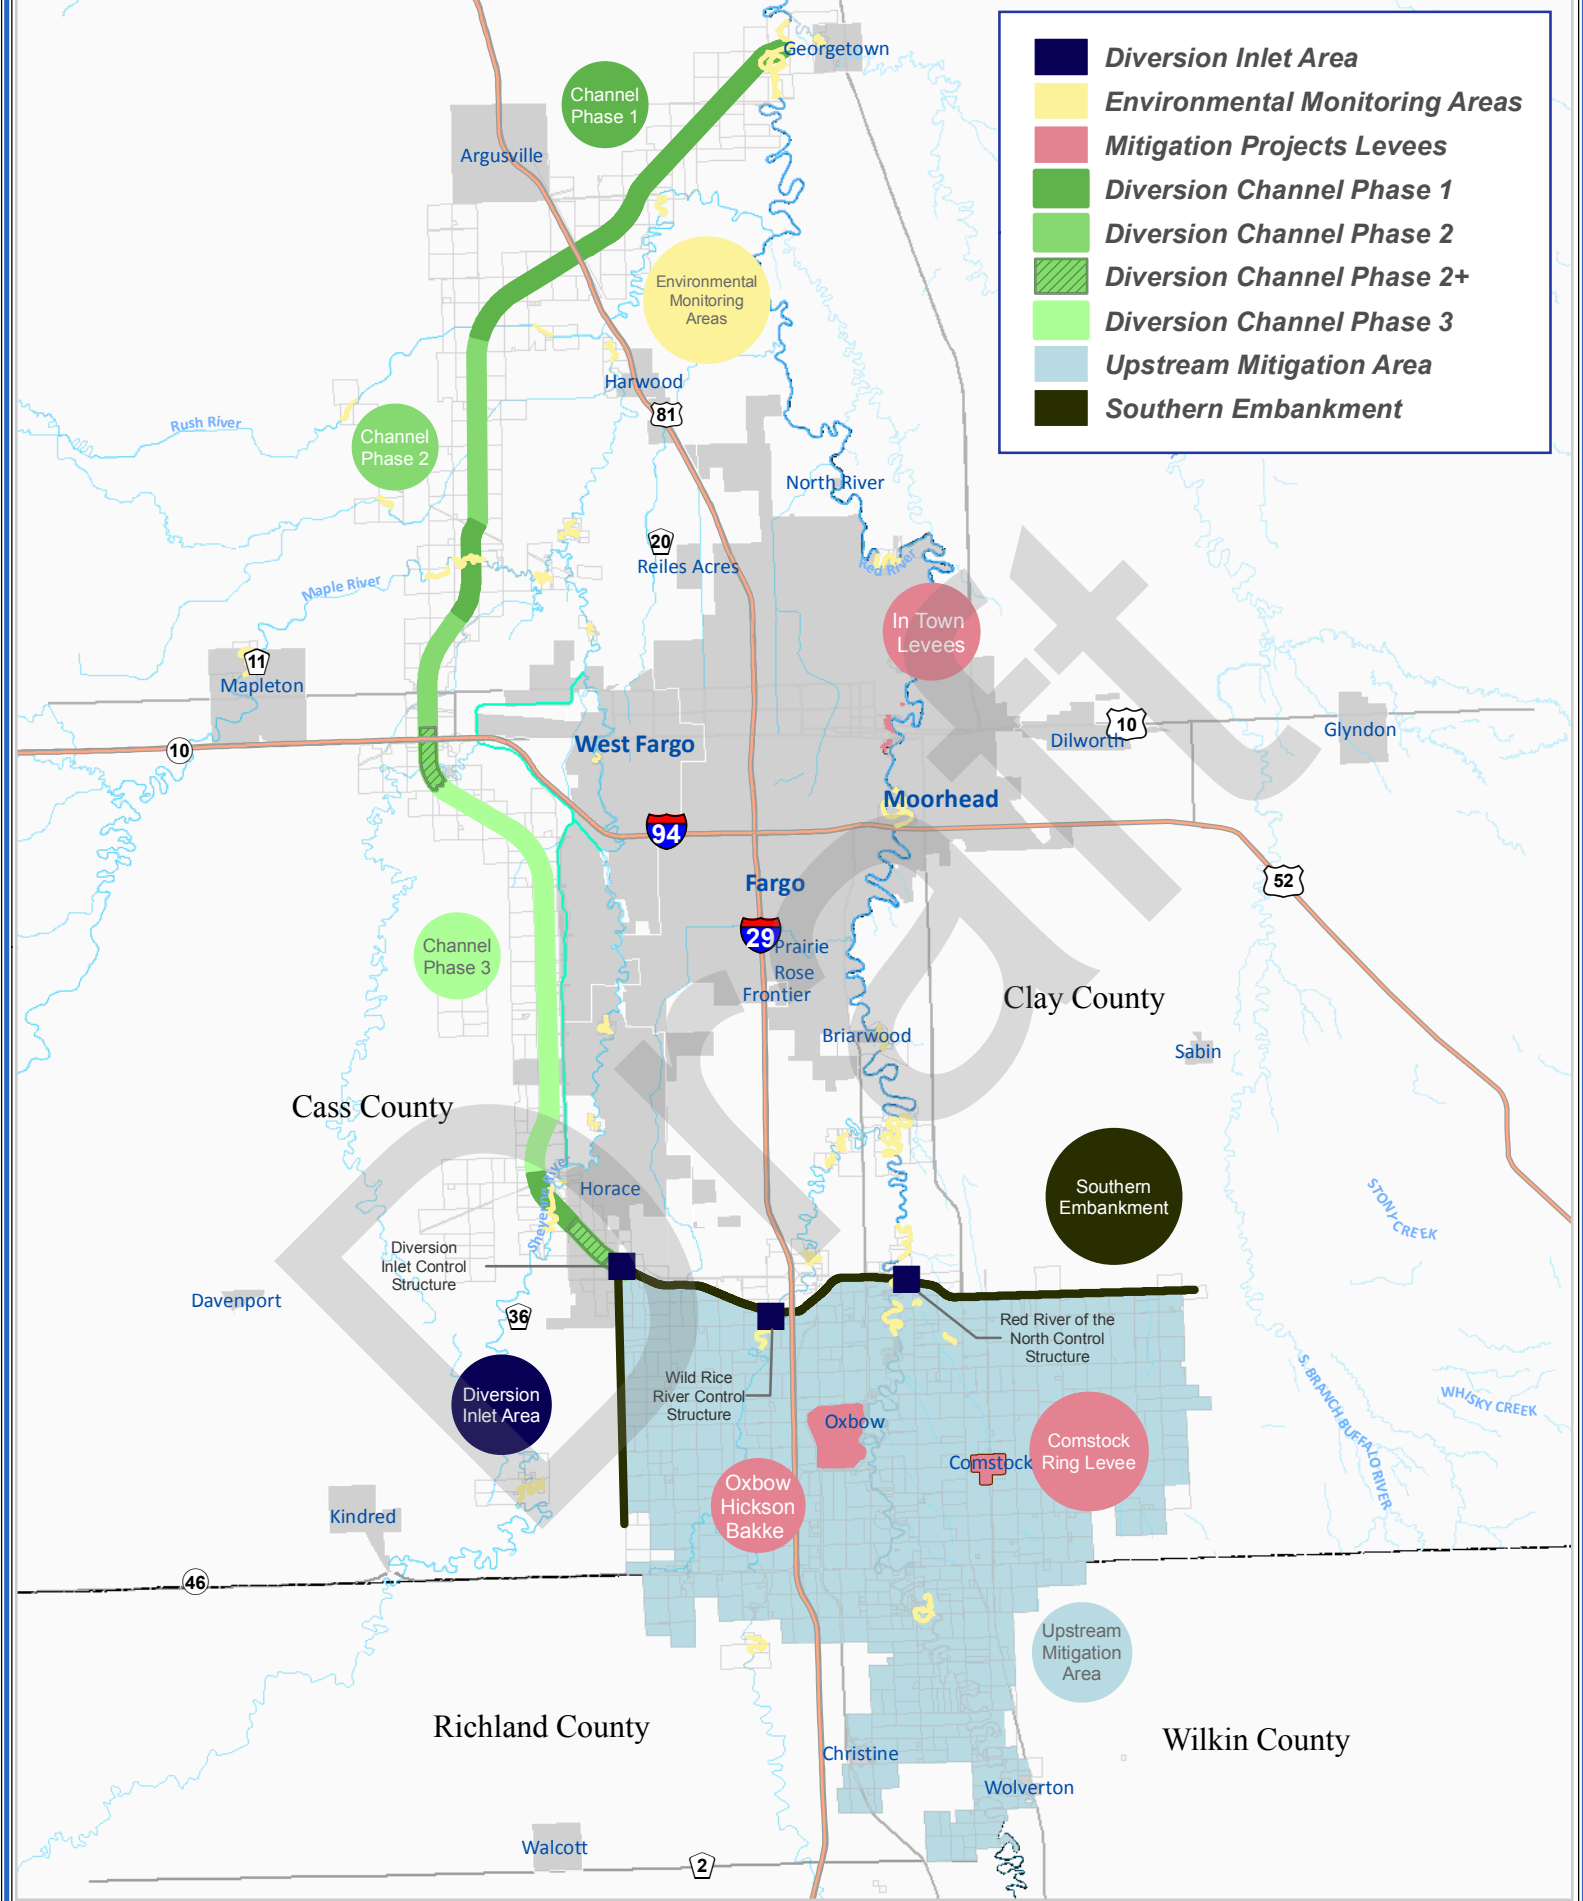 Georgetown
Diversion Inlet Area
Environmental Monitoring Areas
Mitigation Projects Levees
Diversion Channel Phase 1
Diversion Channel Phase 2
Diversion Channel Phase 2+
Diversion Channel Phase 3
Upstream Mitigation Area
Southern Embankment
Channel
Phase 1
Argusville
Environmental
Monitoring
Areas
Harwood
81
Rush River
Channel
Phase 2
North River
20
Reiles Acres
Red River
Maple River
In Town
Levees
11
Mapleton
10
West Fargo
10
Dilworth
Glyndon
Moorhead
94
Fargo
52
29
Prairie
Rose
Frontier
Channel
Phase 3
Clay County
Briarwood
Sabin
Cass County
Draft
Southern
Embankment
Horace
Sheyenne River
STONY CREEK
Diversion
Inlet Control
Structure
Davenport
36
Red River of the
North Control
Structure
Wild Rice
River Control
Structure
Diversion
Inlet Area
S. BRANCH BUFFALO RIVER
WHISKY CREEK
Oxbow
Comstock
Comstock
Ring Levee
Oxbow
Hickson
Bakke
Kindred
46
Upstream
Mitigation
Area
Richland County
Wilkin County
Christine
Wolverton
Walcott
2